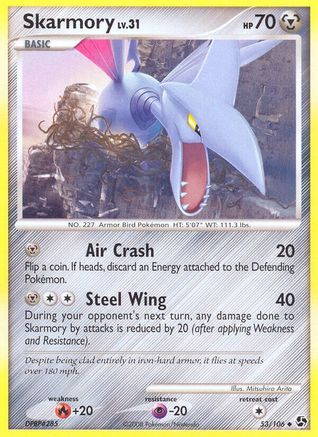 Skarmory LV.31 HP 70
BASIC
NO. 227 Armor Bird Pokémon HT: 5'07" WT: 111.3 lbs.
Air Crash 20
Flip a coin. If heads, discard an Energy attached to the Defending
Pokémon.
Steel Wing 40
During your opponent's next turn, any damage done to
Skarmory by attacks is reduced by 20 (after applying Weakness
and Resistance).
Despite being clad entirely in iron-hard armor, it flies at speeds
over 180 mph.
Illus. Mitsuhiro Arita
DPBP#285
weakness resistance retreat cost
+20 -20
©2008 Pokémon/Nintendo 53/106